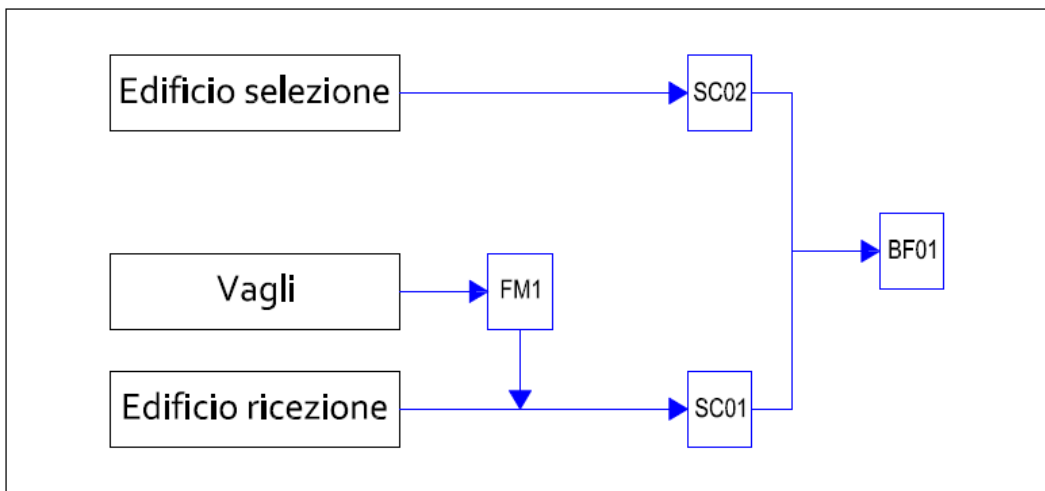 Edificio selezione
SC02
BF01
Vagli
FM1
Edificio ricezione
SC01